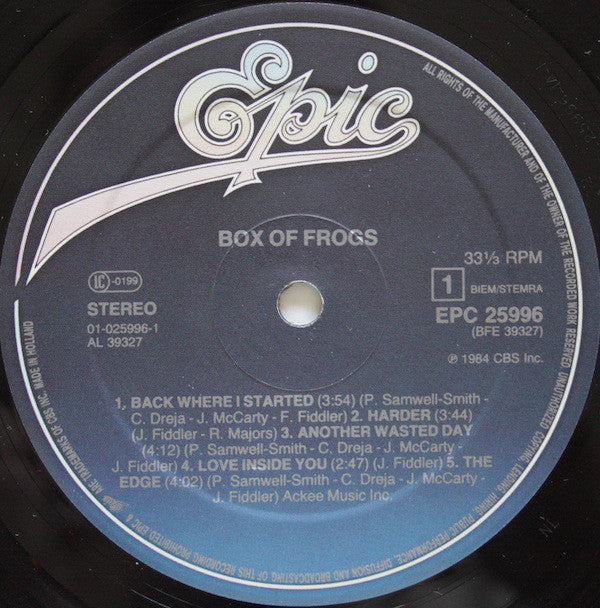 Epic
BOX OF FROGS
33⅓ RPM
IC -0199
1 BIEM/STEMRA
STEREO
EPC 25996
01-025996-1
(BFE 39327)
AL 39327
℗ 1984 CBS Inc.
1. BACK WHERE I STARTED (3:54) (P. Samwell-Smith -
C. Dreja - J. McCarty - F. Fiddler) 2. HARDER (3:44)
(J. Fiddler - R. Majors) 3. ANOTHER WASTED DAY
(4:12) (P. Samwell-Smith - C. Dreja - J. McCarty -
J. Fiddler) 4. LOVE INSIDE YOU (2:47) (J. Fiddler) 5. THE
EDGE (4:02) (P. Samwell-Smith - C. Dreja - J. McCarty -
J. Fiddler) Ackee Music Inc.
ALL RIGHTS OF THE MANUFACTURER AND OF THE OWNER OF THE RECORDED WORK RESERVED UNAUTHORIZED COPYING, LENDING, HIRING, PUBLIC PERFORMANCE, DIFFUSION AND BROADCASTING OF THIS RECORDING PROHIBITED EPIC & ARE TRADEMARKS OF CBS INC. MADE IN HOLLAND